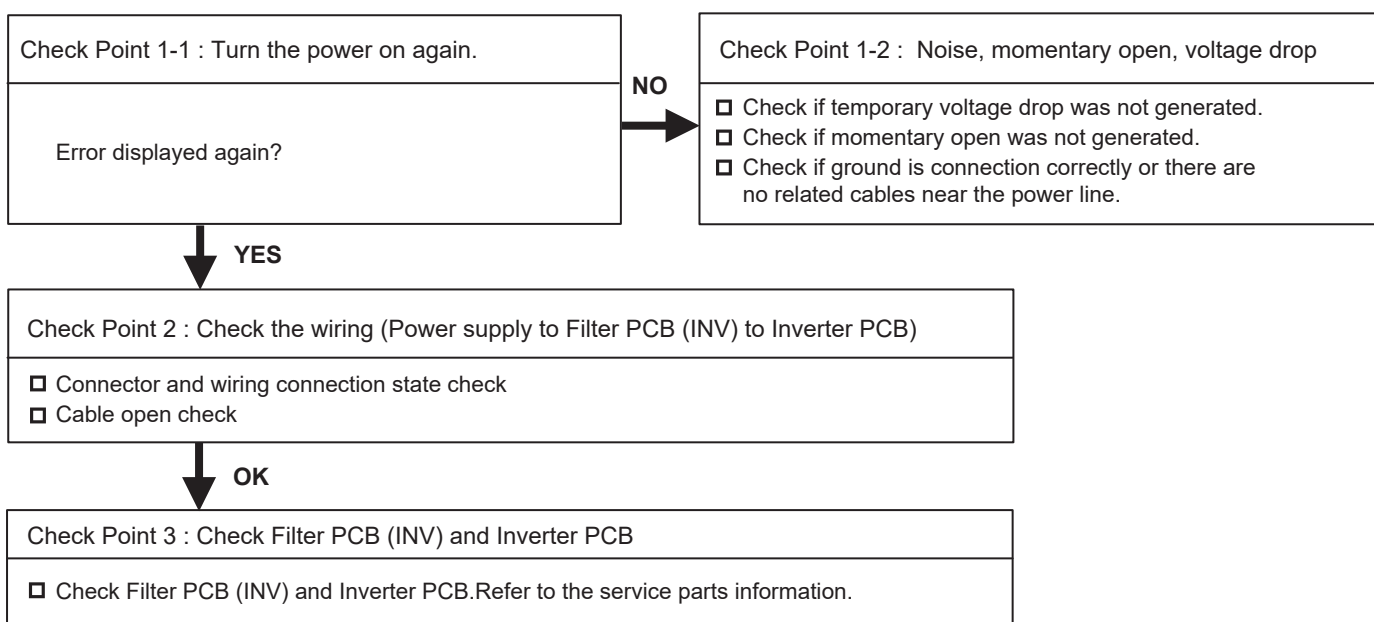 Check Point 1-1 : Turn the power on again.
Error displayed again?
NO
Check Point 1-2 :  Noise, momentary open, voltage drop
Check if temporary voltage drop was not generated.
Check if momentary open was not generated.
Check if ground is connection correctly or there are
no related cables near the power line.
YES
Check Point 2 : Check the wiring (Power supply to Filter PCB (INV) to Inverter PCB)
Connector and wiring connection state check
Cable open check
OK
Check Point 3 : Check Filter PCB (INV) and Inverter PCB
Check Filter PCB (INV) and Inverter PCB.Refer to the service parts information.